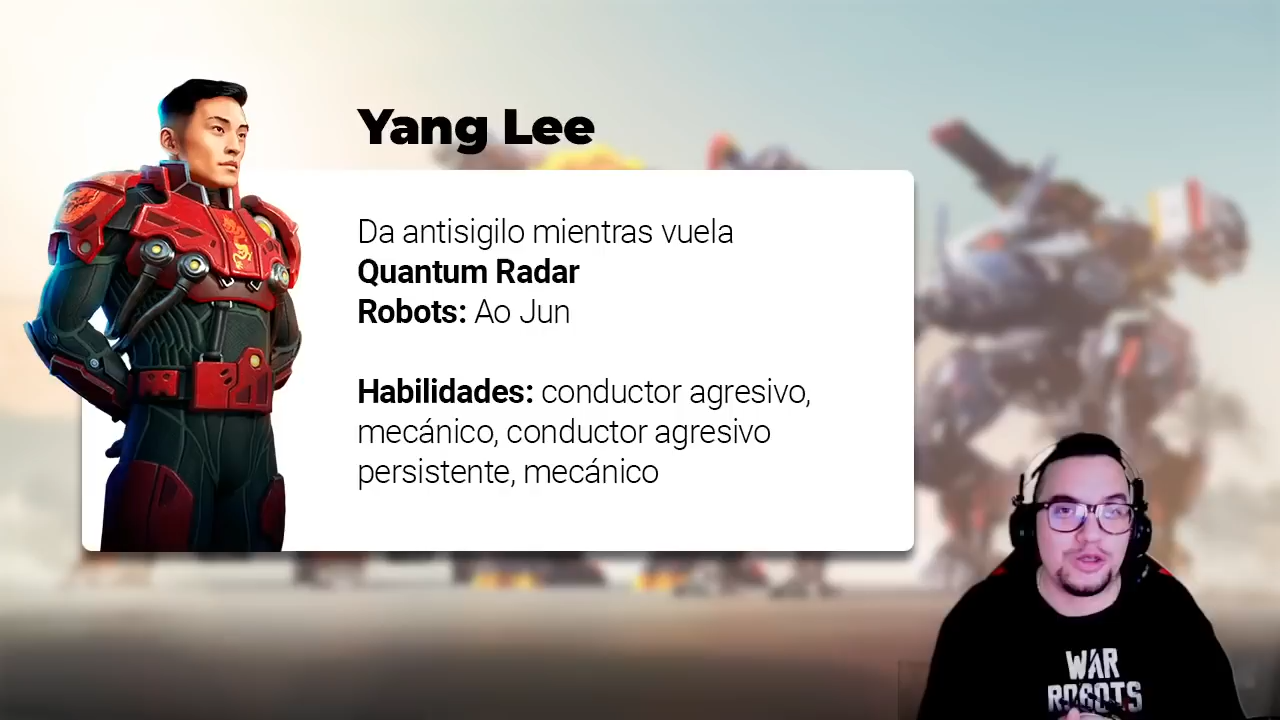 Yang Lee
Da antisigilo mientras vuela
Quantum Radar
Robots: Ao Jun
Habilidades: conductor agresivo,
mecánico, conductor agresivo
persistente, mecánico
WAR
ROBOTS